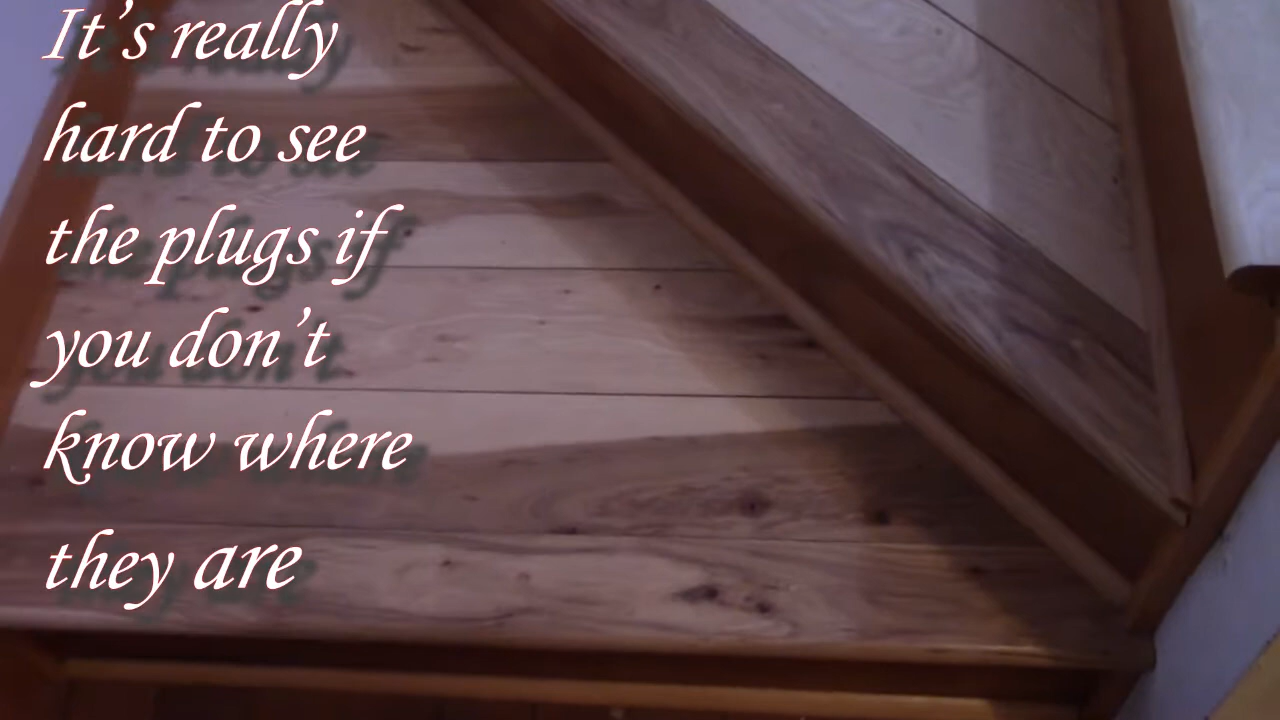 It’s really
hard to see
the plugs if
you don’t
know where
they are